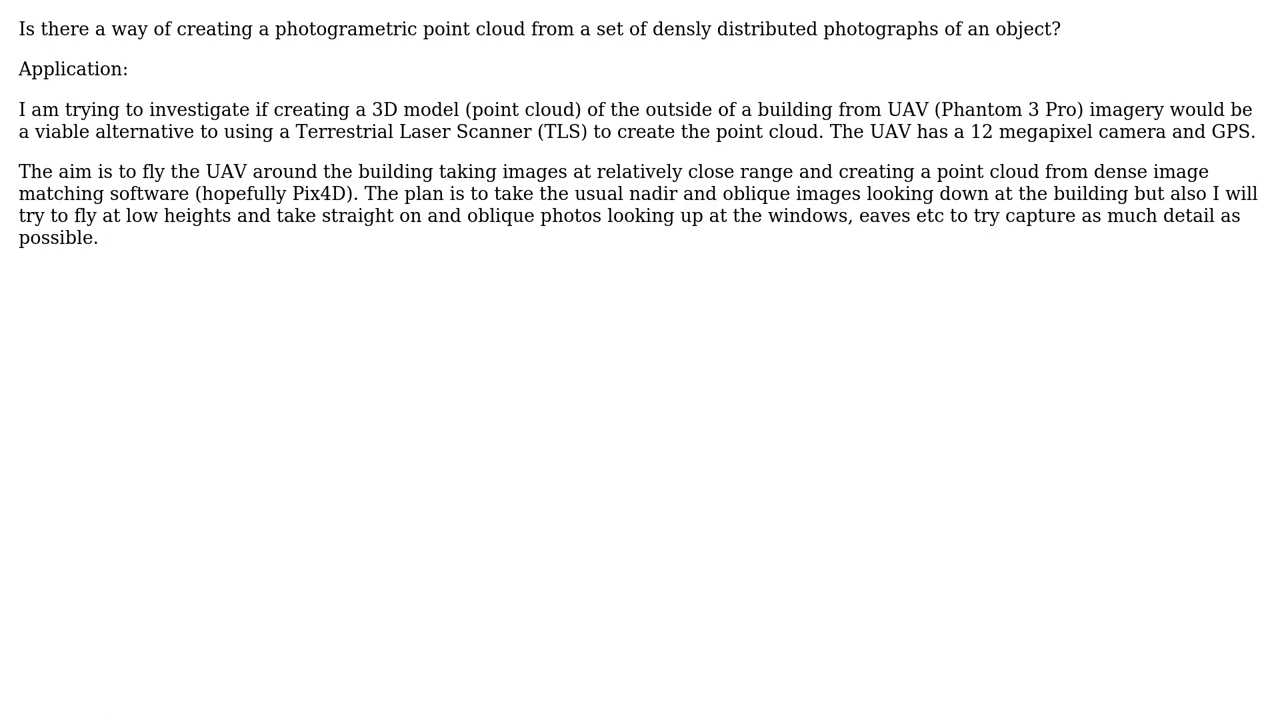 Is there a way of creating a photogrametric point cloud from a set of densly distributed photographs of an object?
Application:
I am trying to investigate if creating a 3D model (point cloud) of the outside of a building from UAV (Phantom 3 Pro) imagery would be
a viable alternative to using a Terrestrial Laser Scanner (TLS) to create the point cloud. The UAV has a 12 megapixel camera and GPS.
The aim is to fly the UAV around the building taking images at relatively close range and creating a point cloud from dense image
matching software (hopefully Pix4D). The plan is to take the usual nadir and oblique images looking down at the building but also I will
try to fly at low heights and take straight on and oblique photos looking up at the windows, eaves etc to try capture as much detail as
possible.